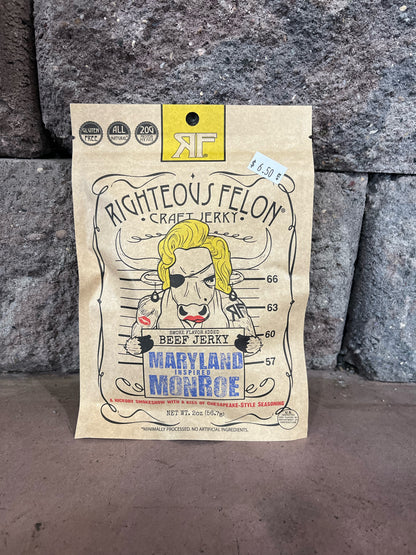 GLUTEN FREE
ALL NATURAL
20G
RF
$6.50
RIGHTEOUS FELON®
CRAFT JERKY
66
63
60
57
RF
SMOKE FLAVOR ADDED
BEEF JERKY
MARYLAND
INSPIRED
MONROE
A HICKORY SMOKESHOW WITH A KISS OF CHESAPEAKE-STYLE SEASONING
NET WT. 2oz (56.7g)
*MINIMALLY PROCESSED. NO ARTIFICIAL INGREDIENTS.